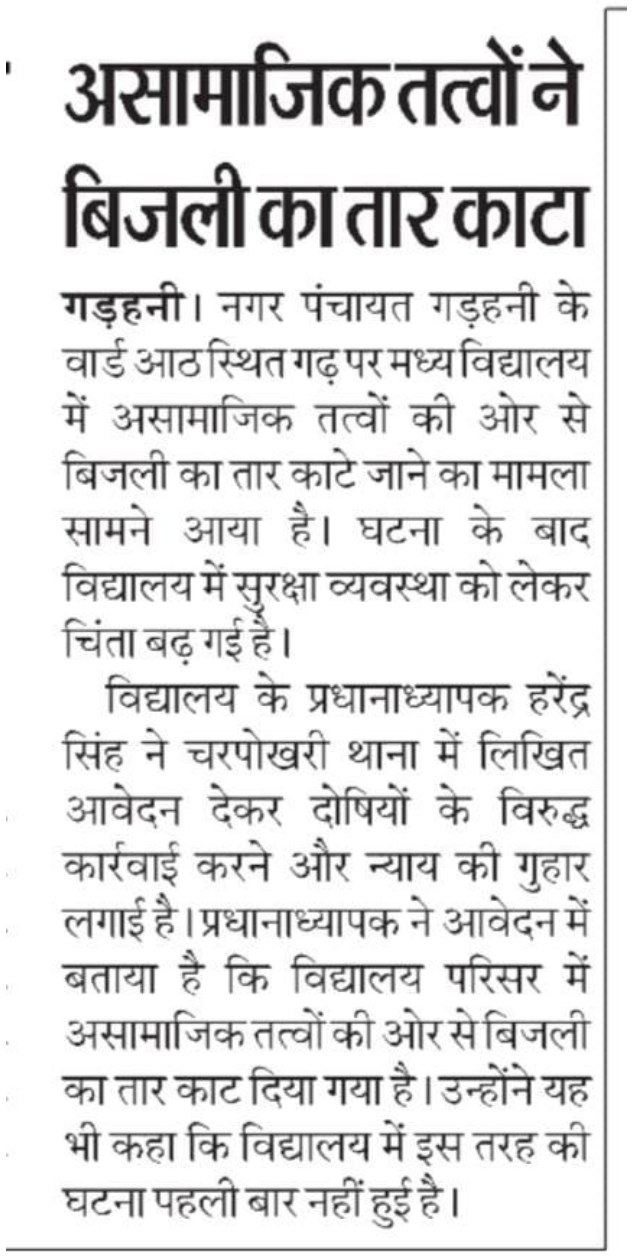 असामाजिक तत्वों ने
बिजली का तार काटा
गड़हनी। नगर पंचायत गड़हनी के
वार्ड आठ स्थित गढ़ पर मध्य विद्यालय
में असामाजिक तत्वों की ओर से
बिजली का तार काटे जाने का मामला
सामने आया है। घटना के बाद
विद्यालय में सुरक्षा व्यवस्था को लेकर
चिंता बढ़ गई है।
विद्यालय के प्रधानाध्यापक हरेंद्र
सिंह ने चरपोखरी थाना में लिखित
आवेदन देकर दोषियों के विरुद्ध
कार्रवाई करने और न्याय की गुहार
लगाई है। प्रधानाध्यापक ने आवेदन में
बताया है कि विद्यालय परिसर में
असामाजिक तत्वों की ओर से बिजली
का तार काट दिया गया है। उन्होंने यह
भी कहा कि विद्यालय में इस तरह की
घटना पहली बार नहीं हुई है।